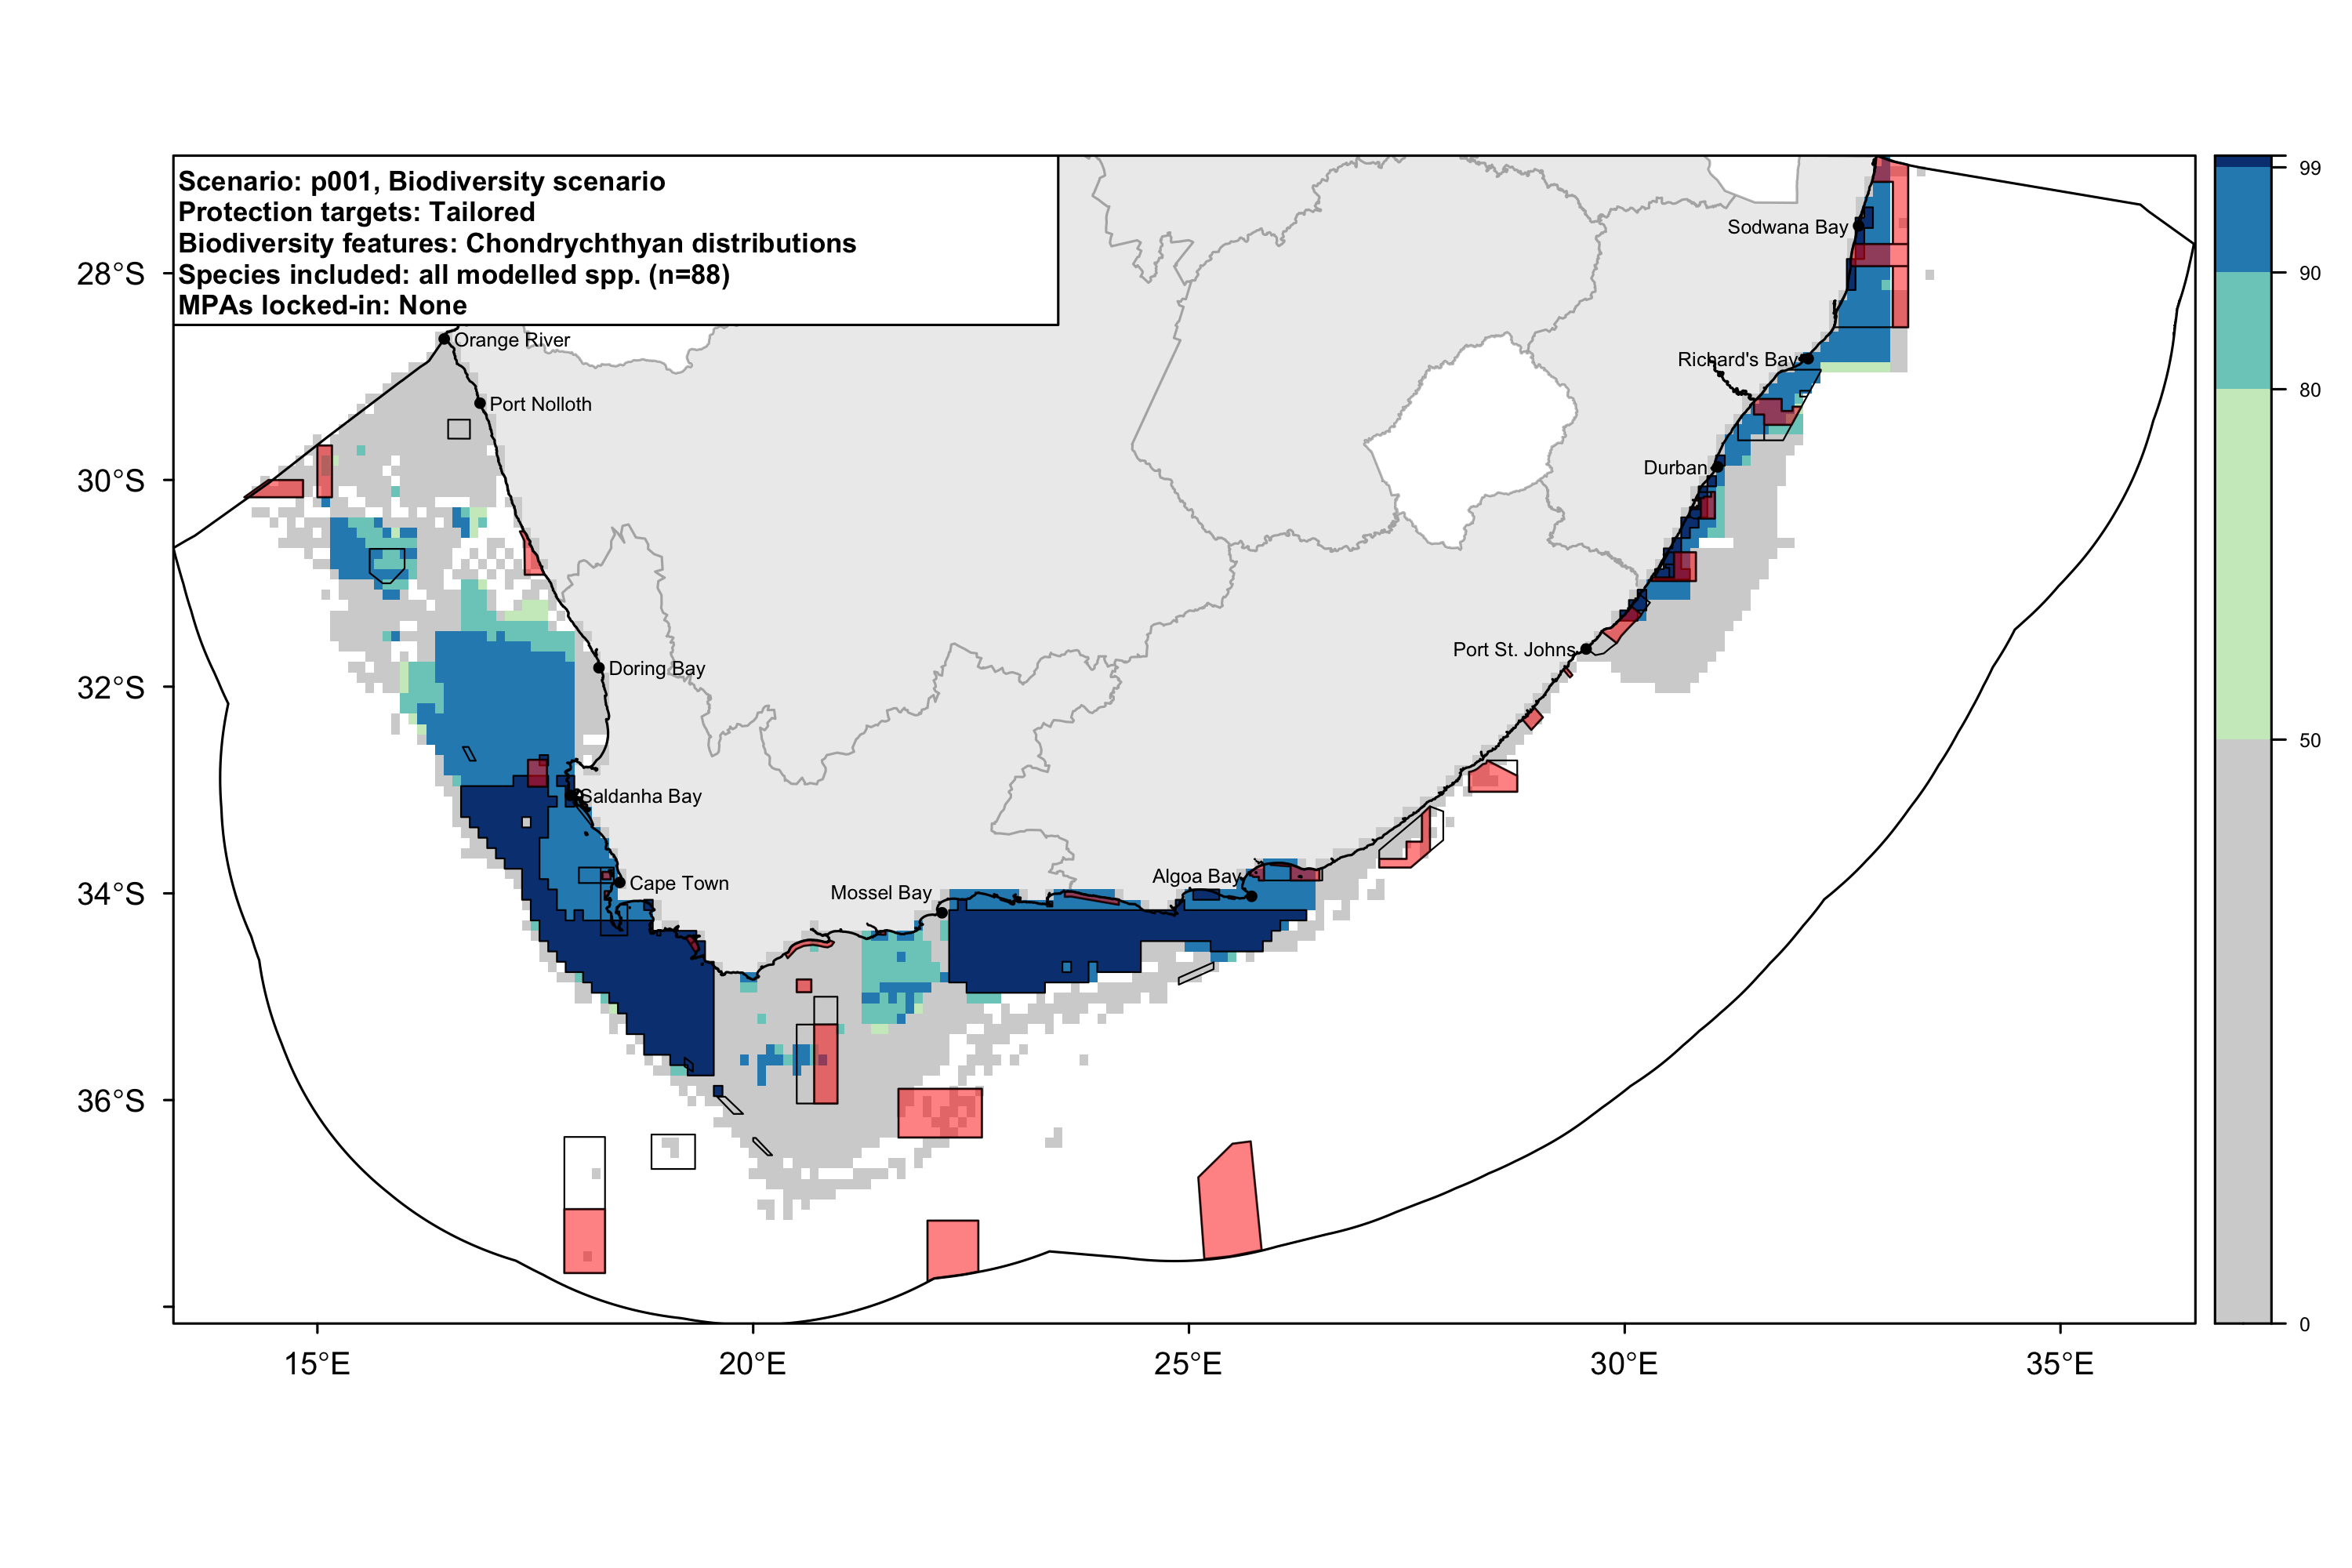 Scenario: p001, Biodiversity scenario
Protection targets: Tailored
Biodiversity features: Chondrychthyan distributions
Species included: all modelled spp. (n=88)
MPAs locked-in: None
99
90
80
50
0
28°S
30°S
32°S
34°S
36°S
Sodwana Bay
Orange River
Richard's Bay
Port Nolloth
Durban
Port St. Johns
Doring Bay
Saldanha Bay
Cape Town
Mossel Bay
Algoa Bay
15°E
20°E
25°E
30°E
35°E